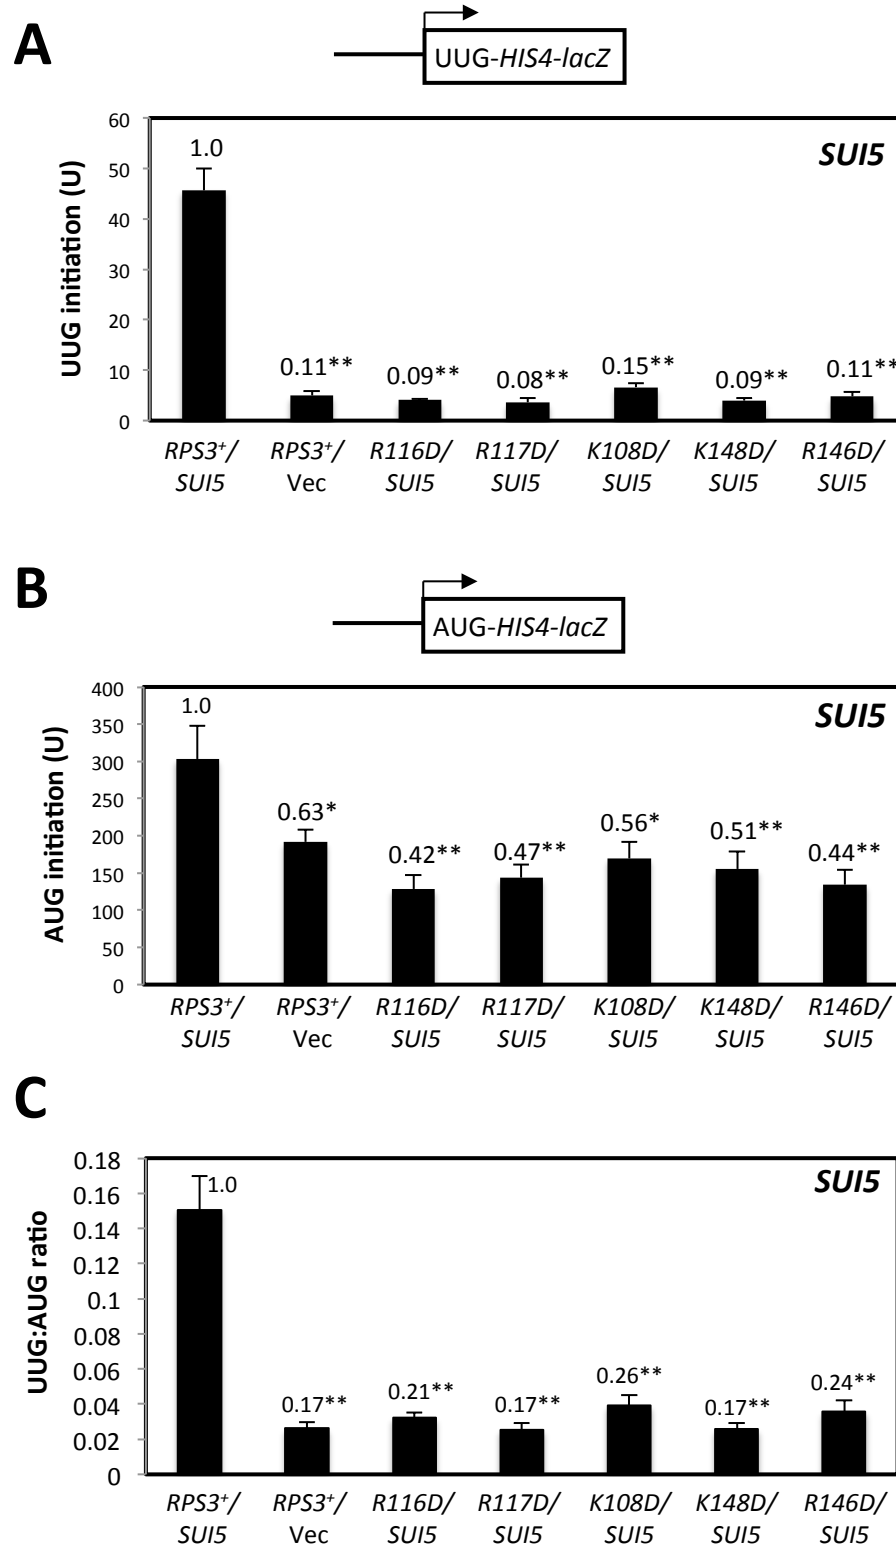 A
UUG-HIS4-lacZ
SUI5
UUG initiation (U)
60
50
40
30
20
10
0
1.0
0.11**
0.09**
0.08**
0.15**
0.09**
0.11**
RPS3⁺/ RPS3⁺/ R116D/ R117D/ K108D/ K148D/ R146D/
SUI5 Vec SUI5 SUI5 SUI5 SUI5 SUI5
B
AUG-HIS4-lacZ
SUI5
AUG initiation (U)
400
350
300
250
200
150
100
50
0
1.0
0.63*
0.42**
0.47**
0.56*
0.51**
0.44**
RPS3⁺/ RPS3⁺/ R116D/ R117D/ K108D/ K148D/ R146D/
SUI5 Vec SUI5 SUI5 SUI5 SUI5 SUI5
C
SUI5
UUG:AUG ratio
0.18
0.16
0.14
0.12
0.1
0.08
0.06
0.04
0.02
0
1.0
0.17**
0.21**
0.17**
0.26**
0.17**
0.24**
RPS3⁺/ RPS3⁺/ R116D/ R117D/ K108D/ K148D/ R146D/
SUI5 Vec SUI5 SUI5 SUI5 SUI5 SUI5